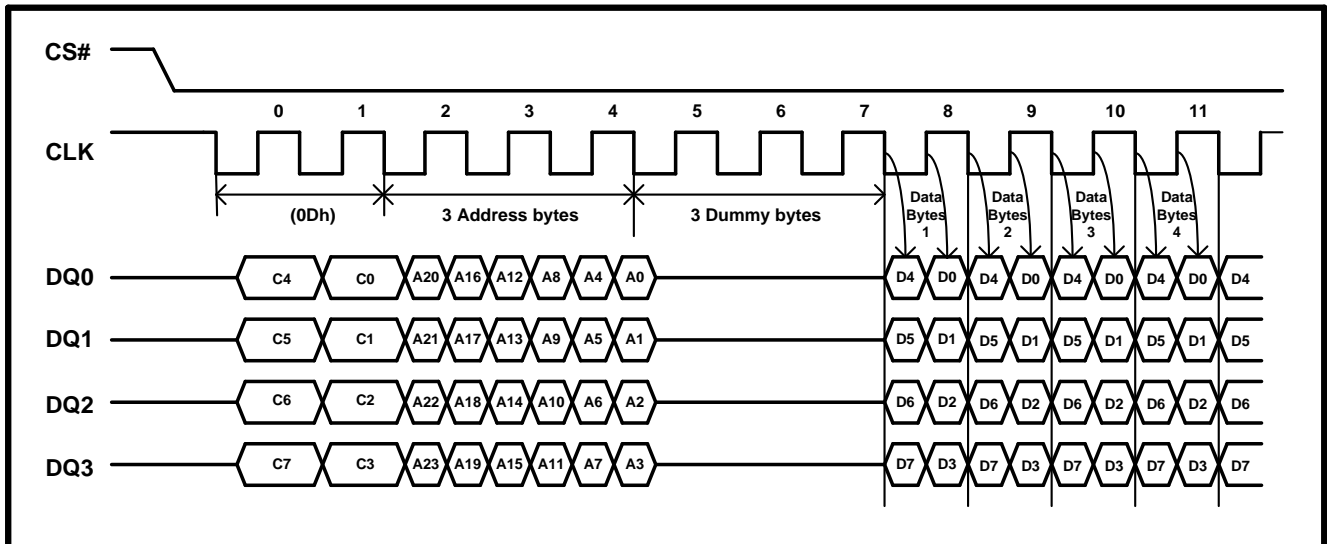 CS#
0 1 2 3 4 5 6 7 8 9 10 11
CLK
(0Dh) 3 Address bytes 3 Dummy bytes
Data Bytes 1
Data Bytes 2
Data Bytes 3
Data Bytes 4
DQ0 C4 C0 A20 A16 A12 A8 A4 A0 D4 D0 D4 D0 D4 D0 D4 D0 D4
DQ1 C5 C1 A21 A17 A13 A9 A5 A1 D5 D1 D5 D1 D5 D1 D5 D1 D5
DQ2 C6 C2 A22 A18 A14 A10 A6 A2 D6 D2 D6 D2 D6 D2 D6 D2 D6
DQ3 C7 C3 A23 A19 A15 A11 A7 A3 D7 D3 D7 D3 D7 D3 D7 D3 D7